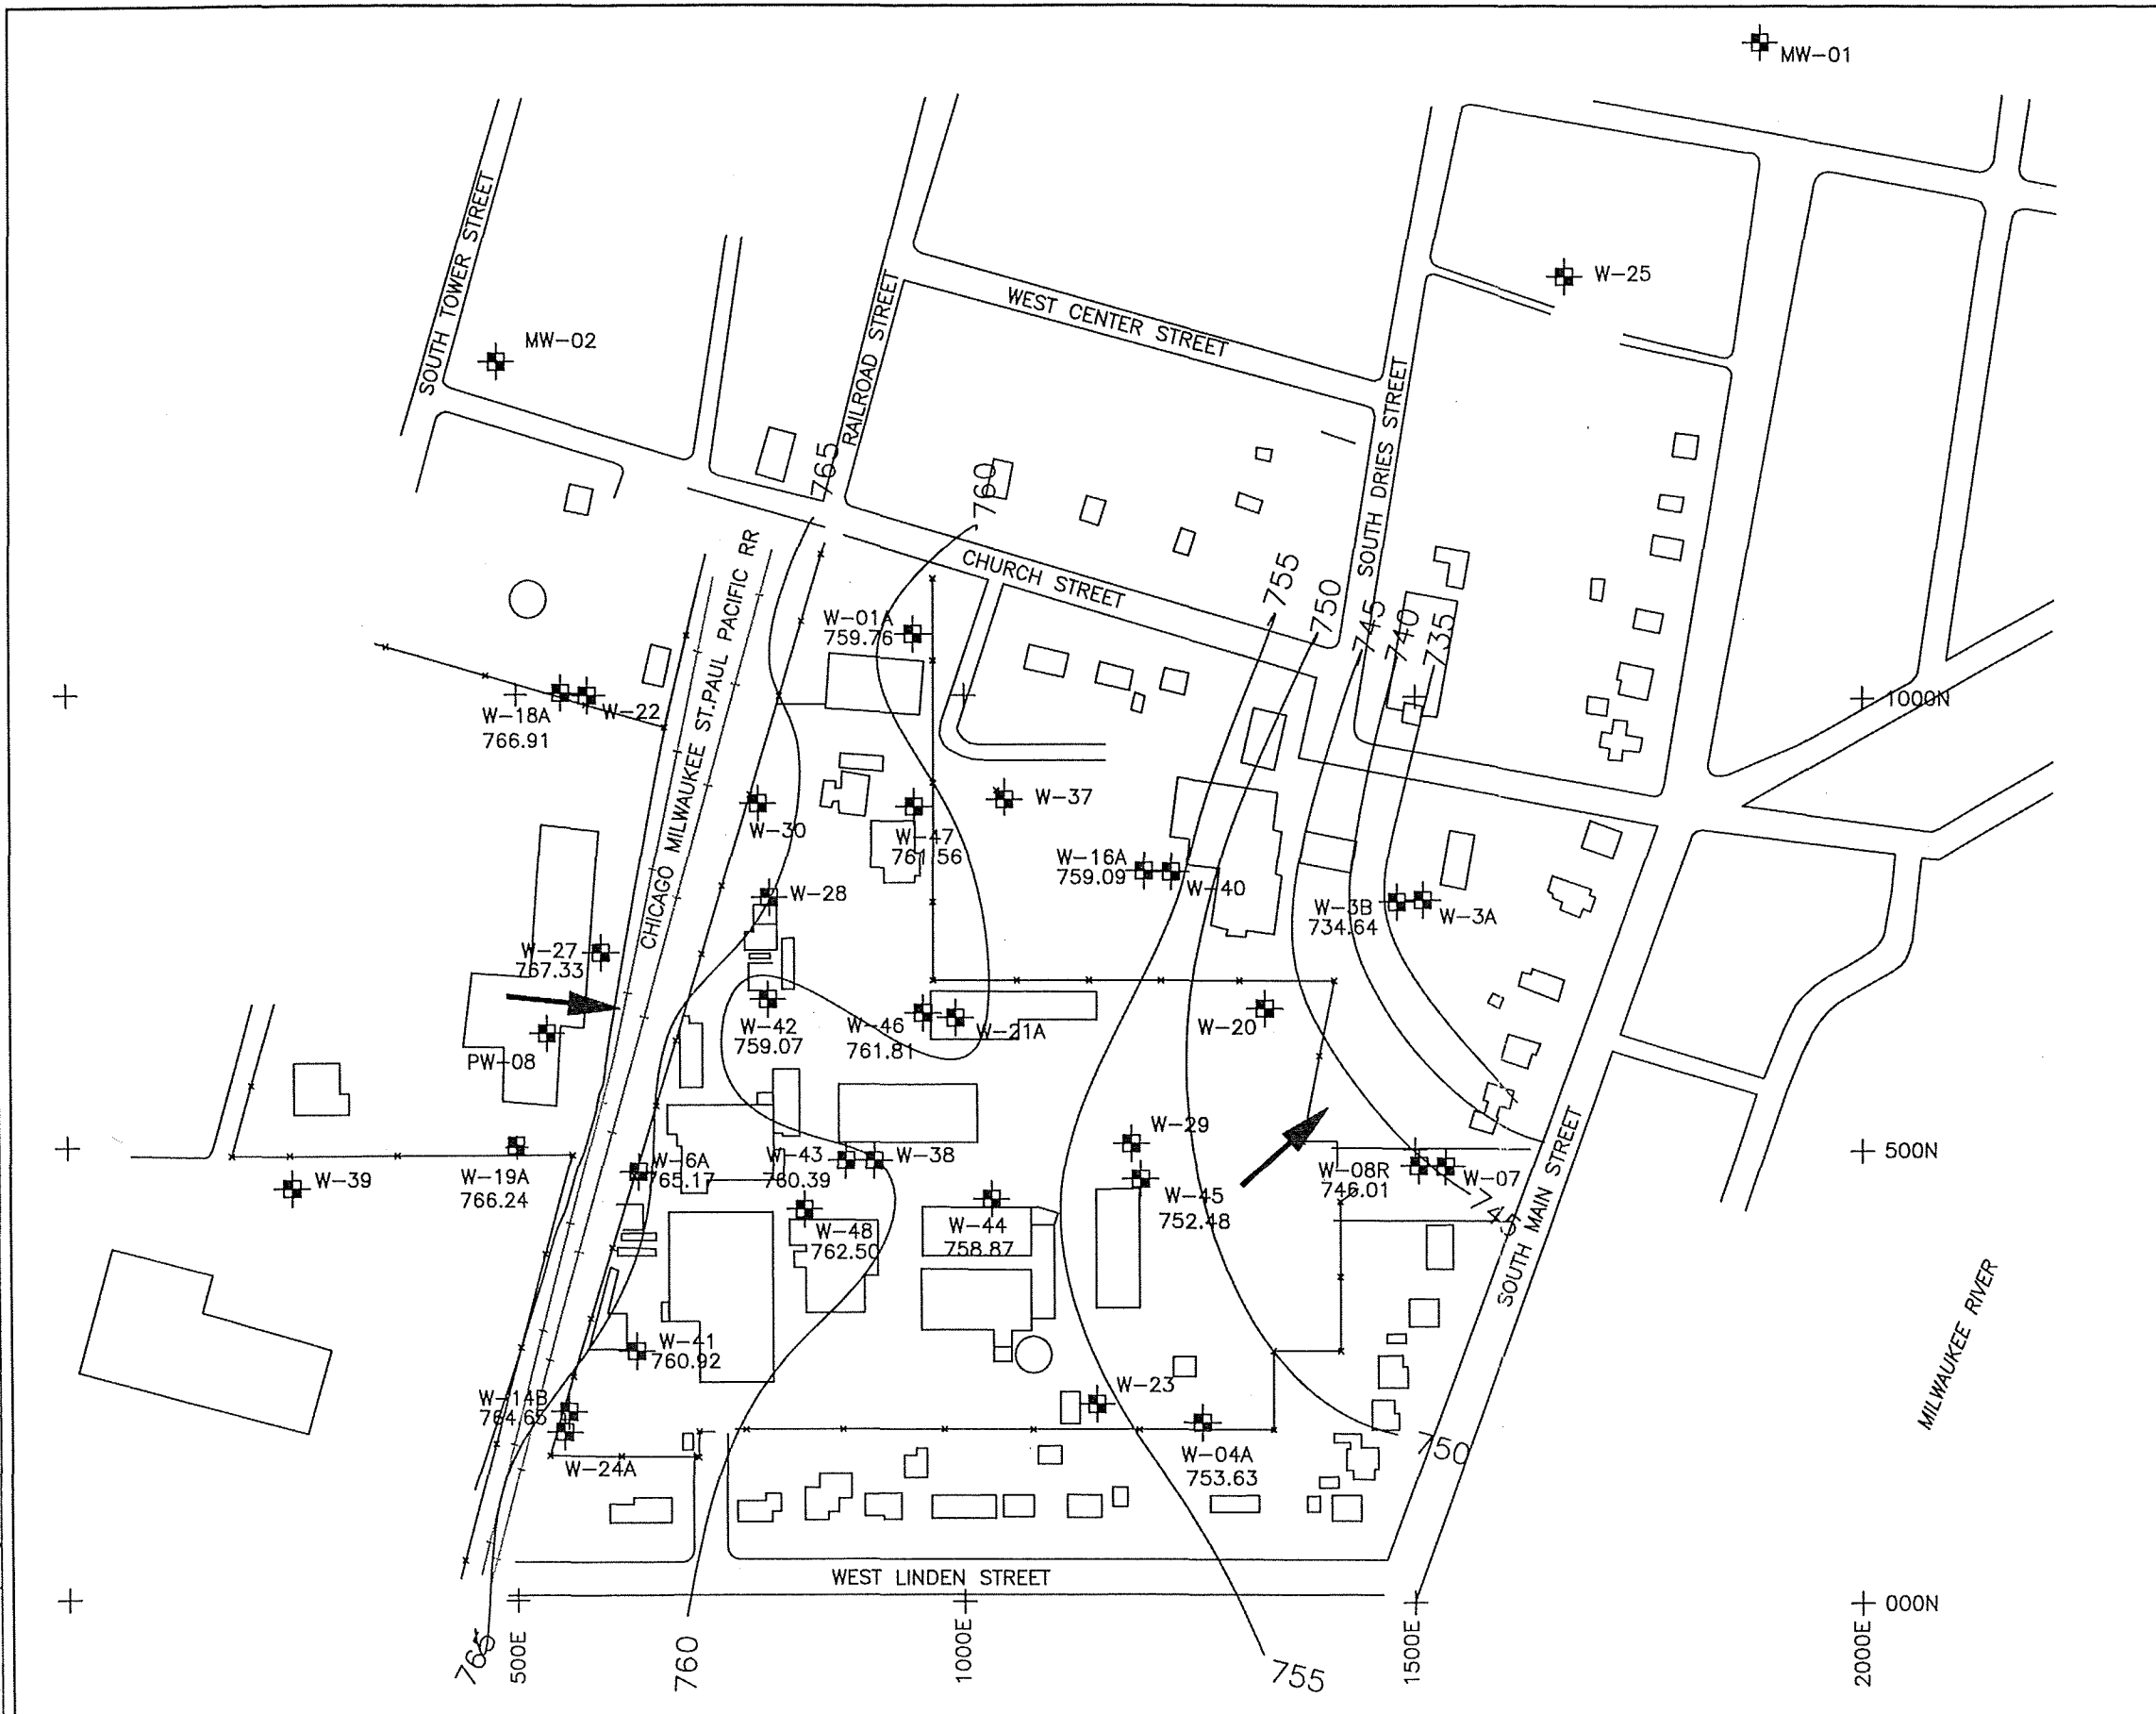 MW-01
SOUTH TOWER STREET
MW-02
RAILROAD STREET
WEST CENTER STREET
W-25
SOUTH DRIES STREET
765
760
CHURCH STREET
755
750
745
740
735
CHICAGO MILWAUKEE ST.PAUL PACIFIC RR
W-01A
759.76
W-18A
766.91
W-22
1000N
W-30
W-47
761.56
W-37
W-16A
759.09
W-40
W-28
W-3B
734.64
W-3A
W-27
767.33
W-42
759.07
W-46
761.81
W-21A
W-20
PW-08
W-29
500N
W-39
W-19A
766.24
W-6A
765.17
W-43
760.39
W-38
W-45
752.48
W-08R
746.01
W-07
745
W-48
762.50
W-44
758.87
SOUTH MAIN STREET
MILWAUKEE RIVER
W-41
760.92
W-14B
764.65
W-24A
W-23
W-04A
753.63
750
WEST LINDEN STREET
000N
765
500E
760
1000E
755
1500E
2000E